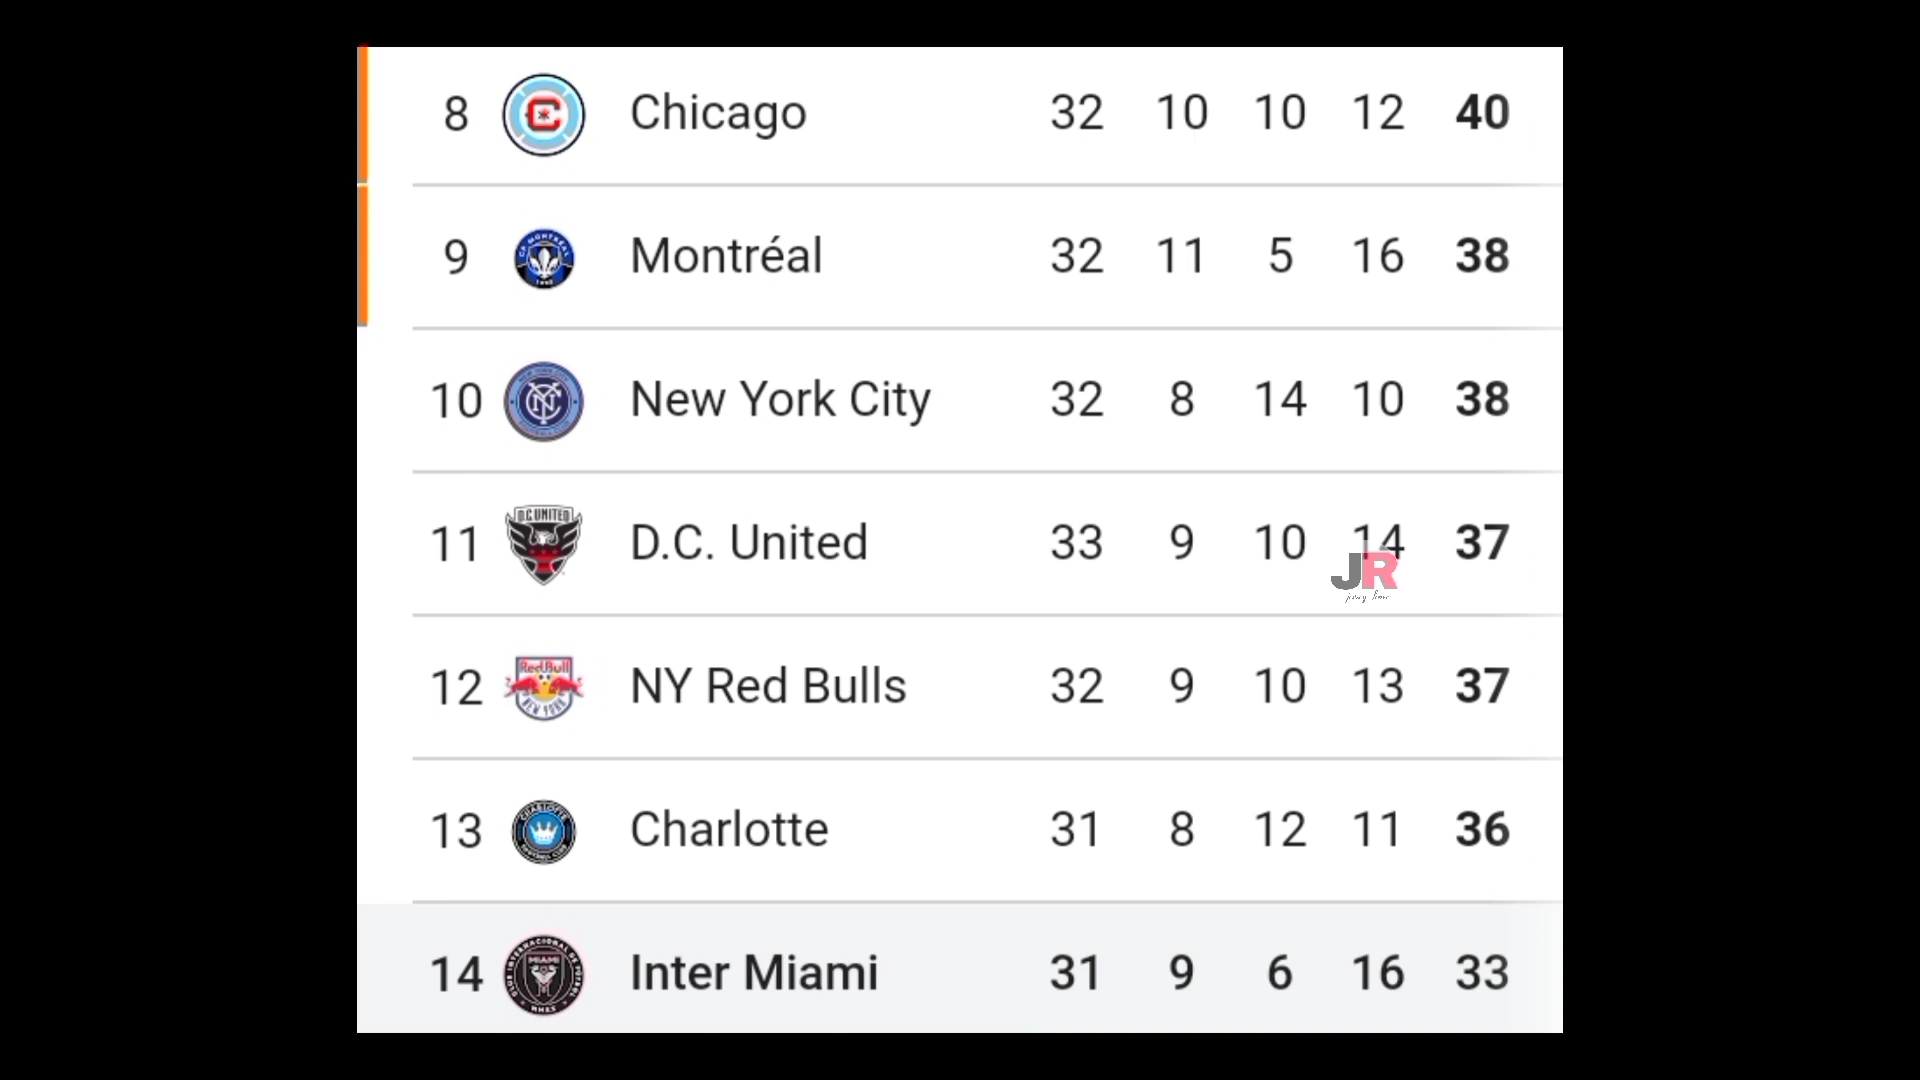 8 Chicago 32 10 10 12 40
9 Montréal 32 11 5 16 38
10 New York City 32 8 14 10 38
11 D.C. United 33 9 10 14 37
JR
12 NY Red Bulls 32 9 10 13 37
13 Charlotte 31 8 12 11 36
14 Inter Miami 31 9 6 16 33